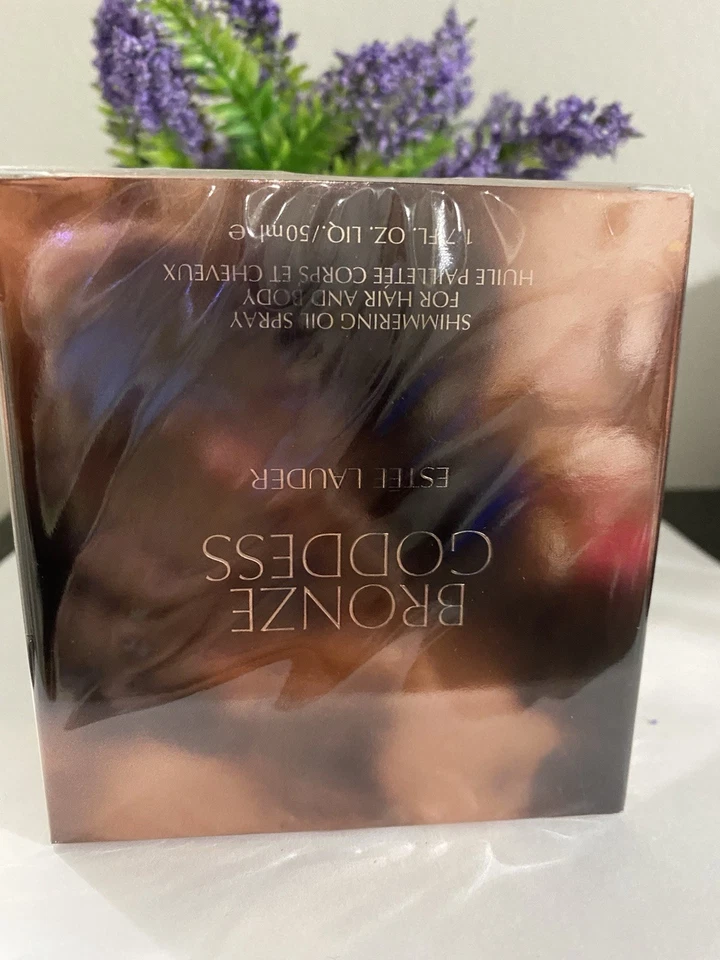 BRONZE
GODDESS
ESTÉE LAUDER
SHIMMERING OIL SPRAY
FOR HAIR AND BODY
HUILE PAILLETÉE CORPS ET CHEVEUX
1.7 FL. OZ. LIQ./50 ml ℮